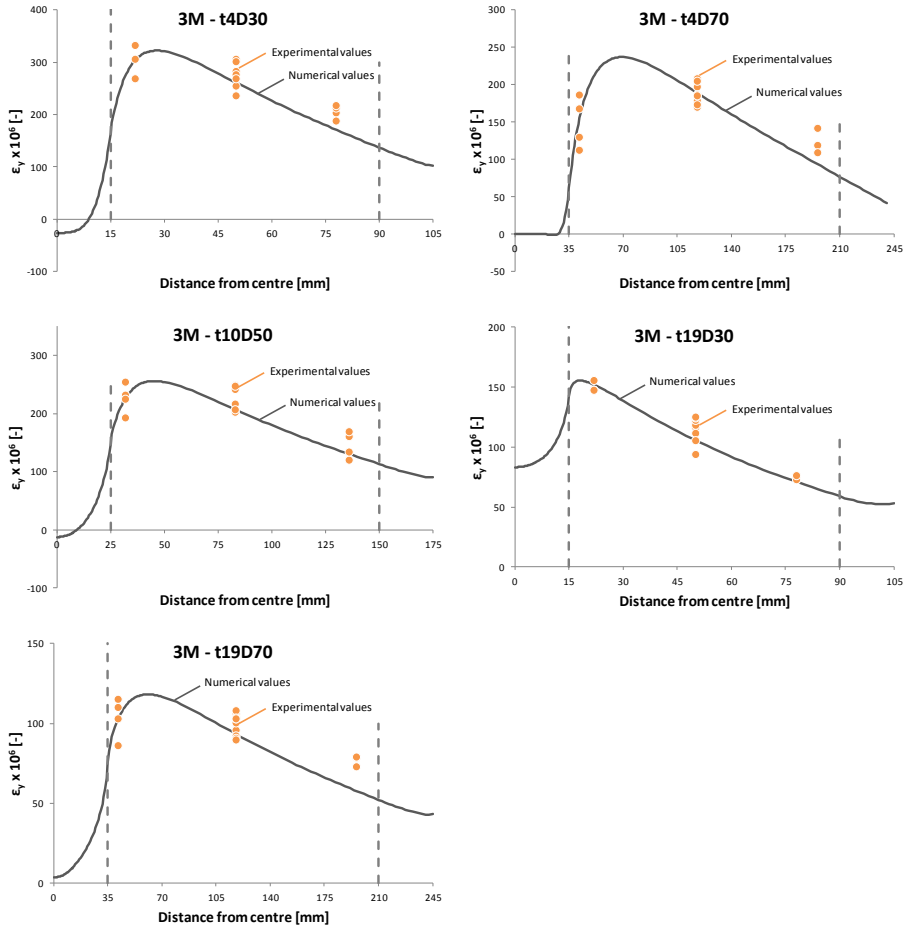 3M - t4D30
400
300
200
100
0
-100
0 15 30 45 60 75 90 105
εy x 10⁶ [-]
Distance from centre [mm]
Experimental values
Numerical values
3M - t4D70
300
250
200
150
100
50
0
-50
0 35 70 105 140 175 210 245
εy x 10⁶ [-]
Distance from centre [mm]
Experimental values
Numerical values
3M - t10D50
300
200
100
0
-100
0 25 50 75 100 125 150 175
εy x 10⁶ [-]
Distance from centre [mm]
Experimental values
Numerical values
3M - t19D30
200
150
100
50
0
0 15 30 45 60 75 90 105
εy x 10⁶ [-]
Distance from centre [mm]
Numerical values
Experimental values
3M - t19D70
150
100
50
0
0 35 70 105 140 175 210 245
εy x 10⁶ [-]
Distance from centre [mm]
Numerical values
Experimental values